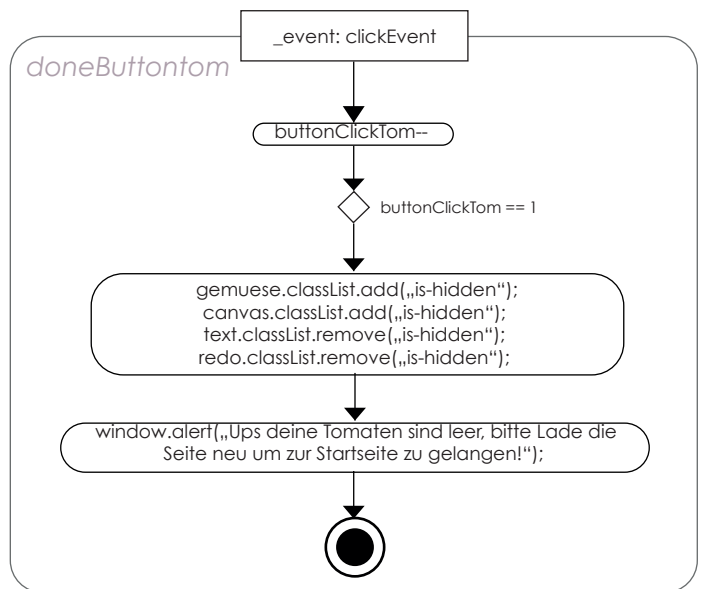 _event: clickEvent
doneButtontom
buttonClickTom--
buttonClickTom == 1
gemuese.classList.add(„is-hidden“);
canvas.classList.add(„is-hidden“);
text.classList.remove(„is-hidden“);
redo.classList.remove(„is-hidden“);
window.alert(„Ups deine Tomaten sind leer, bitte Lade die
Seite neu um zur Startseite zu gelangen!“);